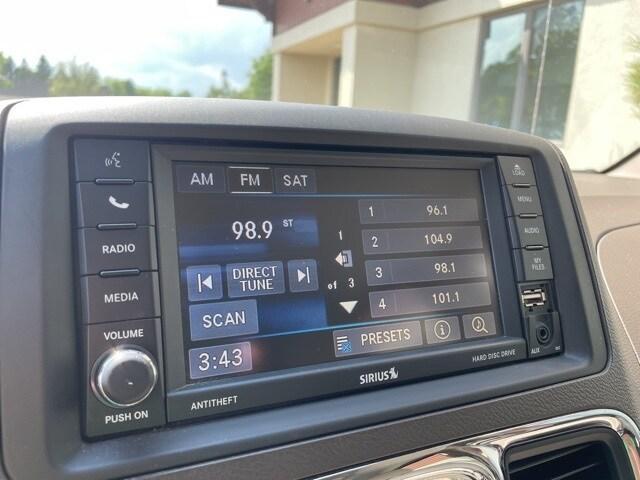 AM FM SAT
98.9 ST
1
of 3
DIRECT
TUNE
SCAN
3:43
1 96.1
2 104.9
3 98.1
4 101.1
PRESETS
RADIO
MEDIA
VOLUME
PUSH ON
ANTITHEFT
SIRIUS
HARD DISC DRIVE
LOAD
MENU
AUDIO
MY
FILES
AUX